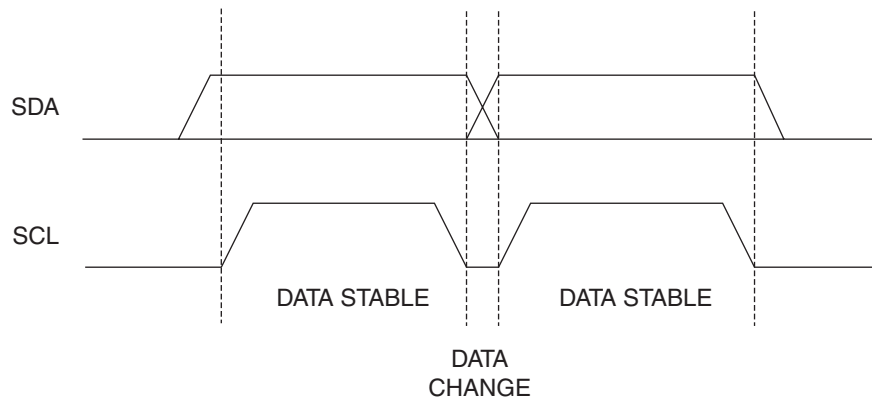 SDA
SCL
DATA STABLE
DATA STABLE
DATA
CHANGE